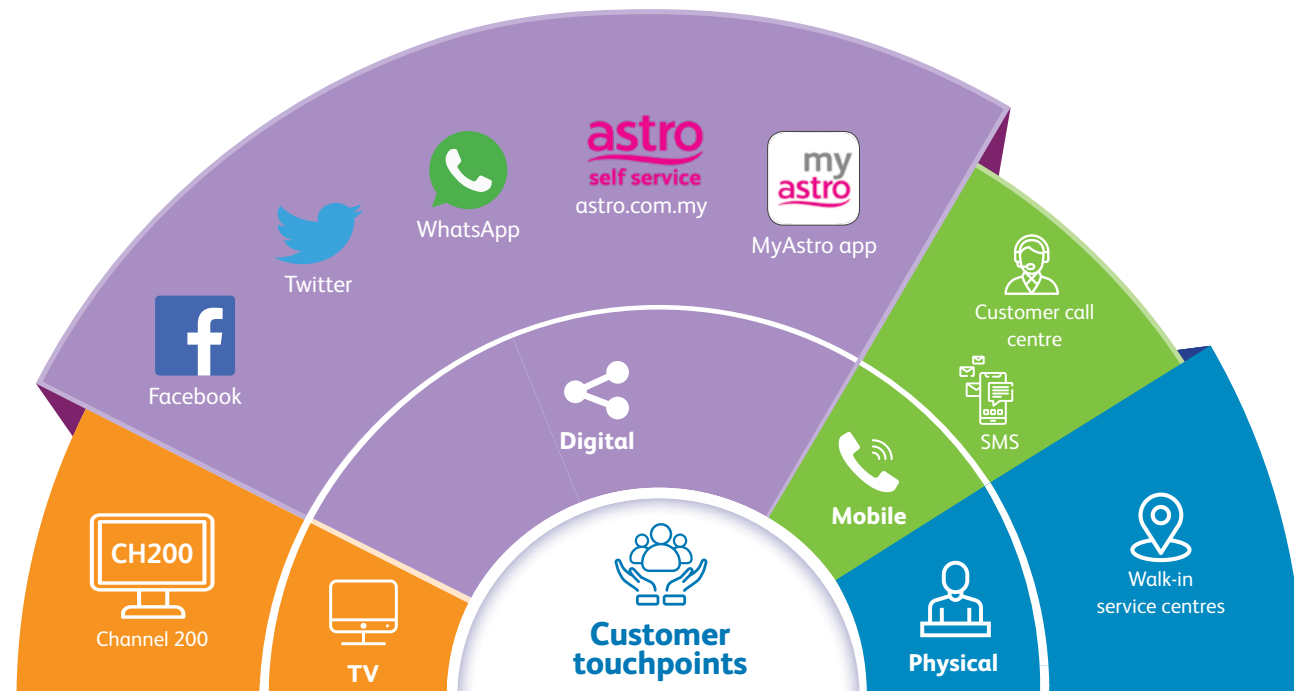 astro
self service
astro.com.my
my
astro
MyAstro app
WhatsApp
Twitter
Facebook
Customer call
centre
SMS
Digital
Mobile
CH200
Channel 200
TV
Customer
touchpoints
Physical
Walk-in
service centres